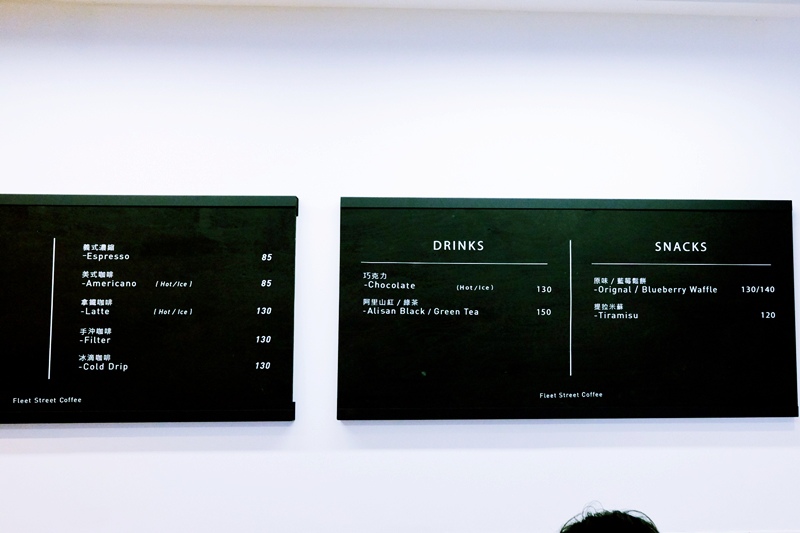 義式濃縮
-Espresso 85
美式咖啡
-Americano (Hot/Ice) 85
拿鐵咖啡
-Latte (Hot/Ice) 130
手沖咖啡
-Filter 130
冰滴咖啡
-Cold Drip 130
Fleet Street Coffee
DRINKS
巧克力
-Chocolate (Hot/Ice) 130
阿里山紅 / 綠茶
-Alisan Black / Green Tea 150
SNACKS
原味 / 藍莓鬆餅
-Orignal / Blueberry Waffle 130/140
提拉米蘇
-Tiramisu 120
Fleet Street Coffee